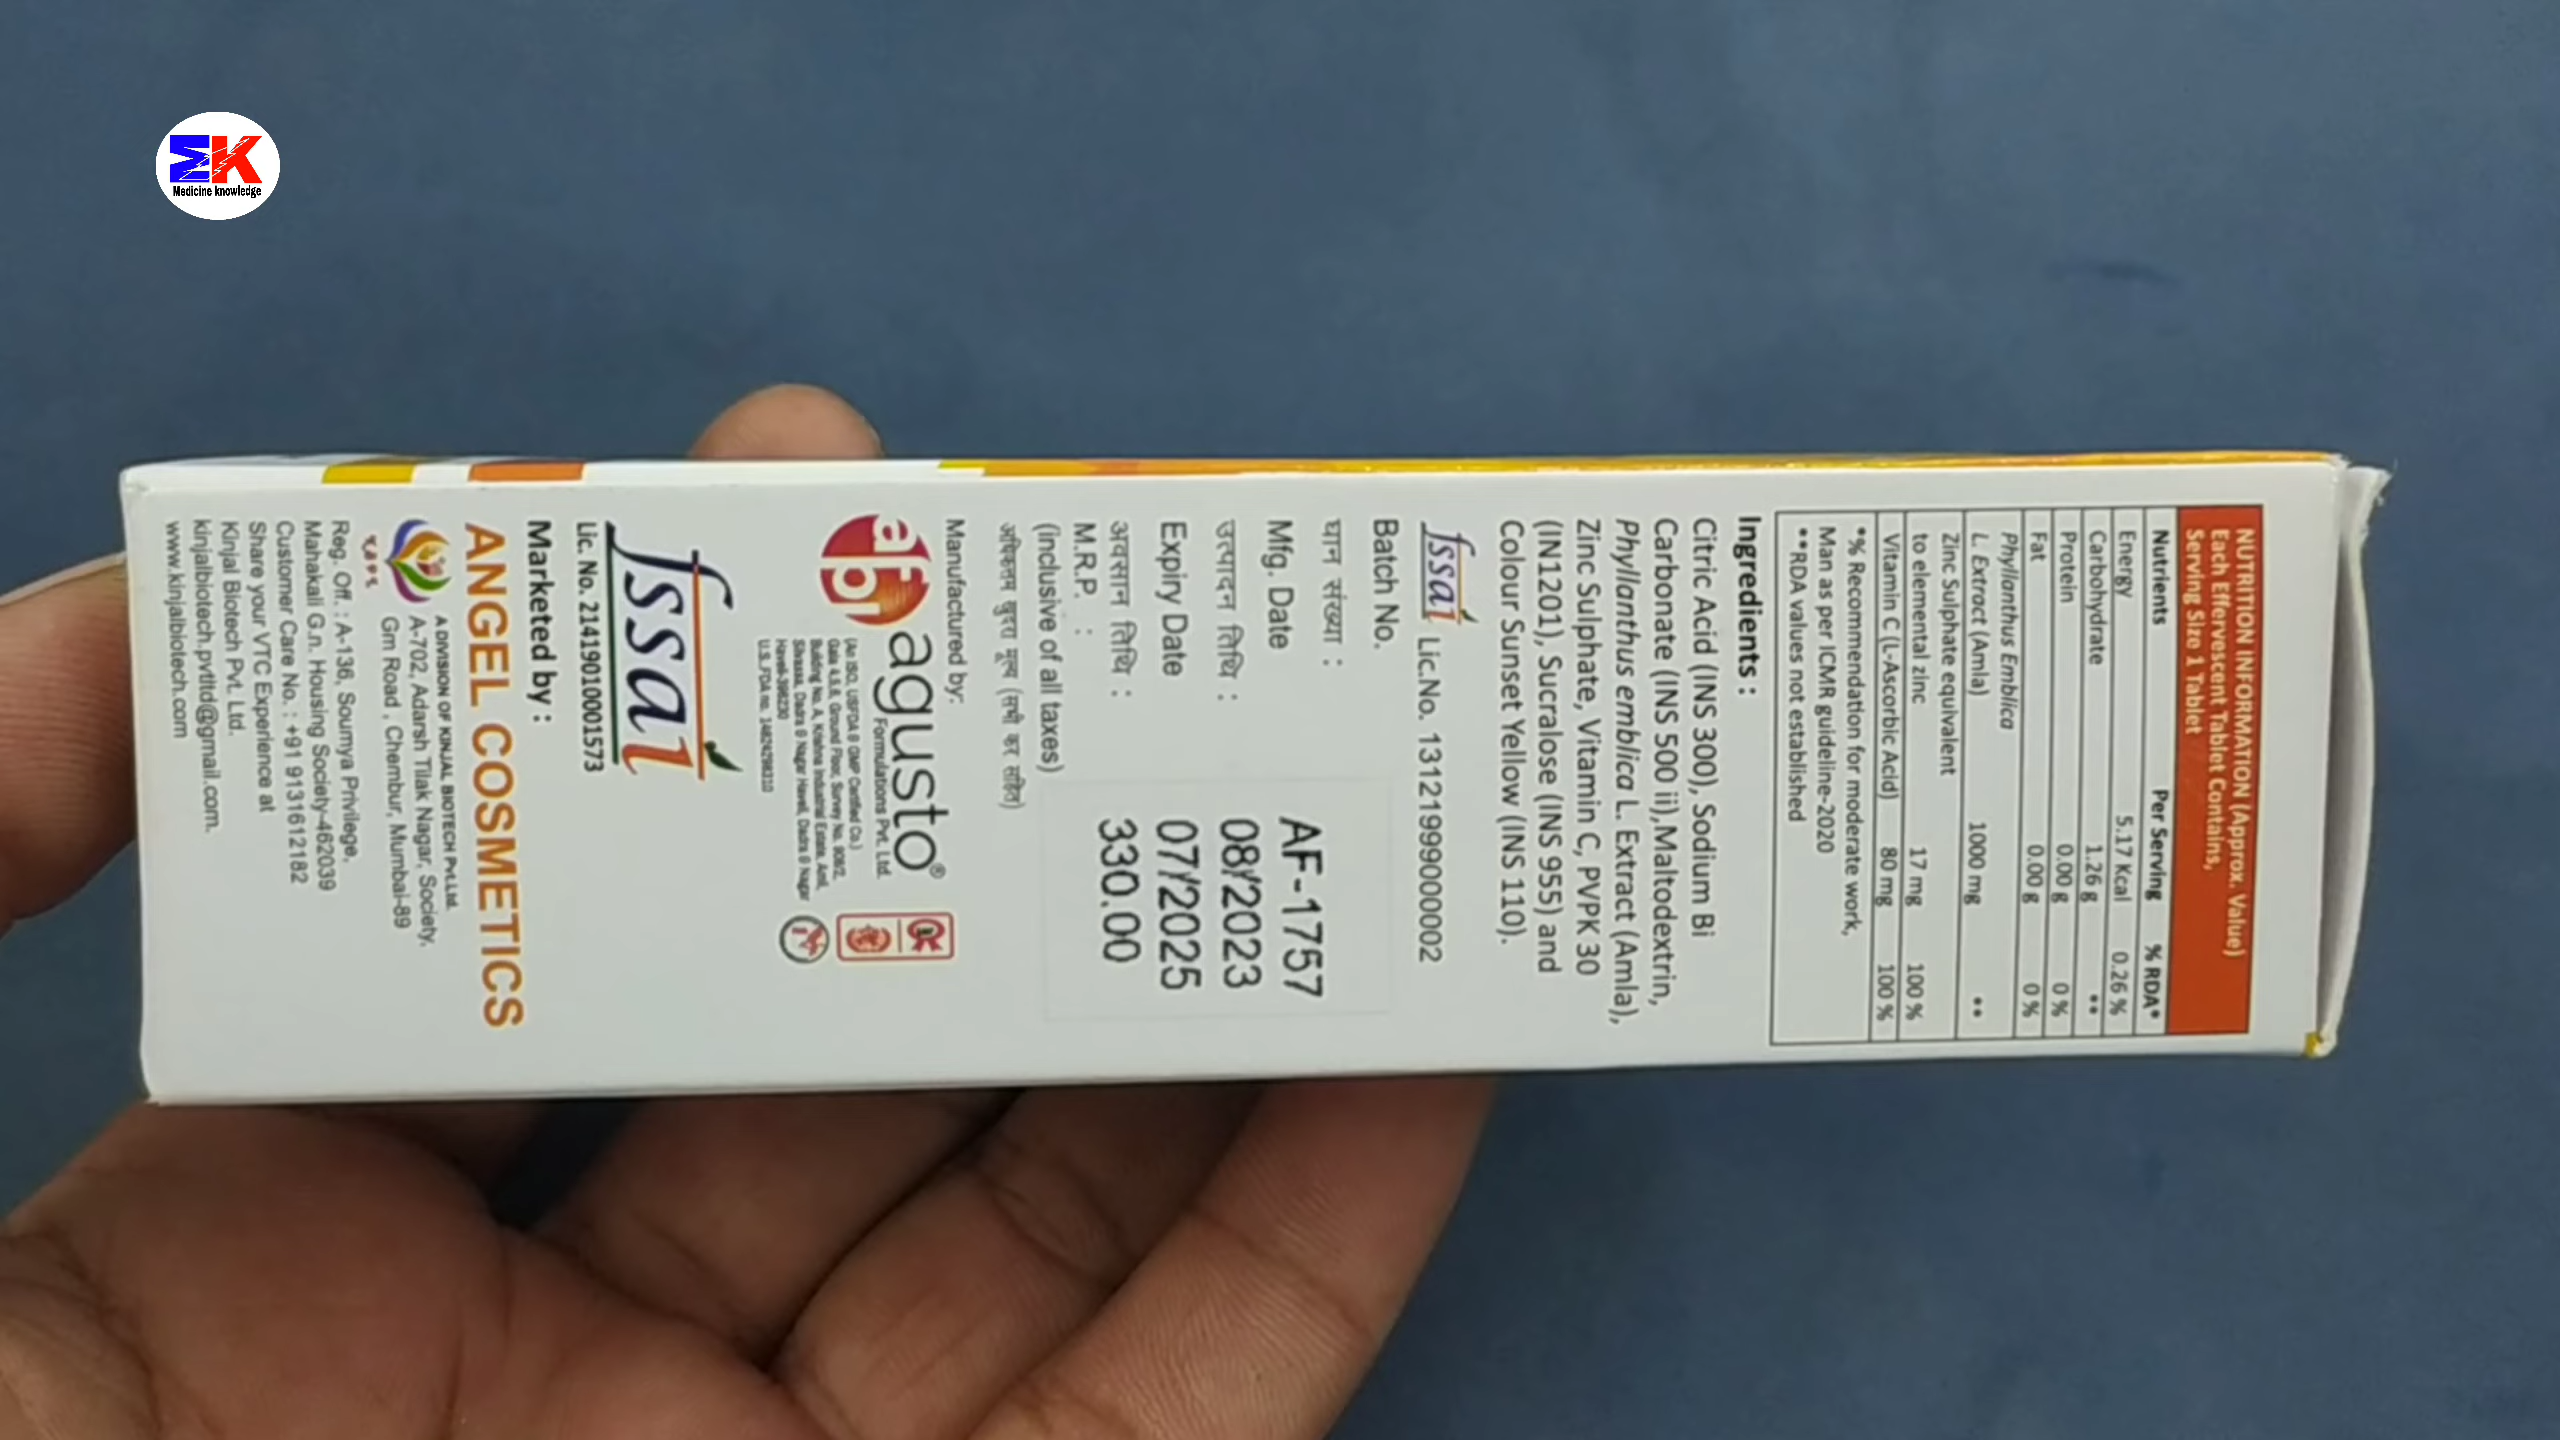 MK
Medicine knowledge
NUTRITION INFORMATION (Approx. Value)
Each Effervescent Tablet Contains,
Serving Size 1 Tablet
Nutrients Per Serving % RDA*
Energy 5.17 Kcal 0.26 %
Carbohydrate 1.26 g **
Protein 0.00 g 0 %
Fat 0.00 g 0 %
Phyllanthus Emblica
L. Extract (Amla) 1000 mg **
Zinc Sulphate equivalent
to elemental zinc 17 mg 100 %
Vitamin C (L-Ascorbic Acid) 80 mg 100 %
*% Recommendation for moderate work,
Man as per ICMR guideline-2020
**RDA values not established
Ingredients :
Citric Acid (INS 300), Sodium Bi
Carbonate (INS 500 ii),Maltodextrin,
Phyllanthus emblica L. Extract (Amla),
Zinc Sulphate, Vitamin C, PVPK 30
(IN1201), Sucralose (INS 955) and
Colour Sunset Yellow (INS 110).
fssai Lic.No. 13121999000002
Batch No.
घान संख्या : AF-1757
Mfg. Date
उत्पादन तिथि : 08/2023
Expiry Date 07/2025
अवसान तिथि :
M.R.P. : 330.00
(inclusive of all taxes)
अधिकतम खुदरा मूल्य (सभी कर सहित)
Manufactured by:
afpl agusto®
Formulations Pvt. Ltd.
(An ISO, USFDA & GMP Certified Co.)
Gala 4,5,6, Ground Floor, Survey No.
Building No. A, Krishna Industrial Estate,
Silvassa, Dadra & Nagar Haveli, Dadra & Nagar
Haveli-396230
fssai
Lic. No. 21419010001573
Marketed by :
ANGEL COSMETICS
A DIVISION OF KINJAL BIOTECH Pvt.Ltd.
A-702, Adarsh Tilak Nagar, Society,
Gm Road , Chembur, Mumbai-89
Reg. Off. : A-136, Soumya Privilege,
Mahakali G.n. Housing Society-462039
Customer Care No. : +91 9131612182
Share your VTC Experience at
Kinjal Biotech Pvt. Ltd.
kinjalbiotech.pvtltd@gmail.com.
www.kinjalbiotech.com